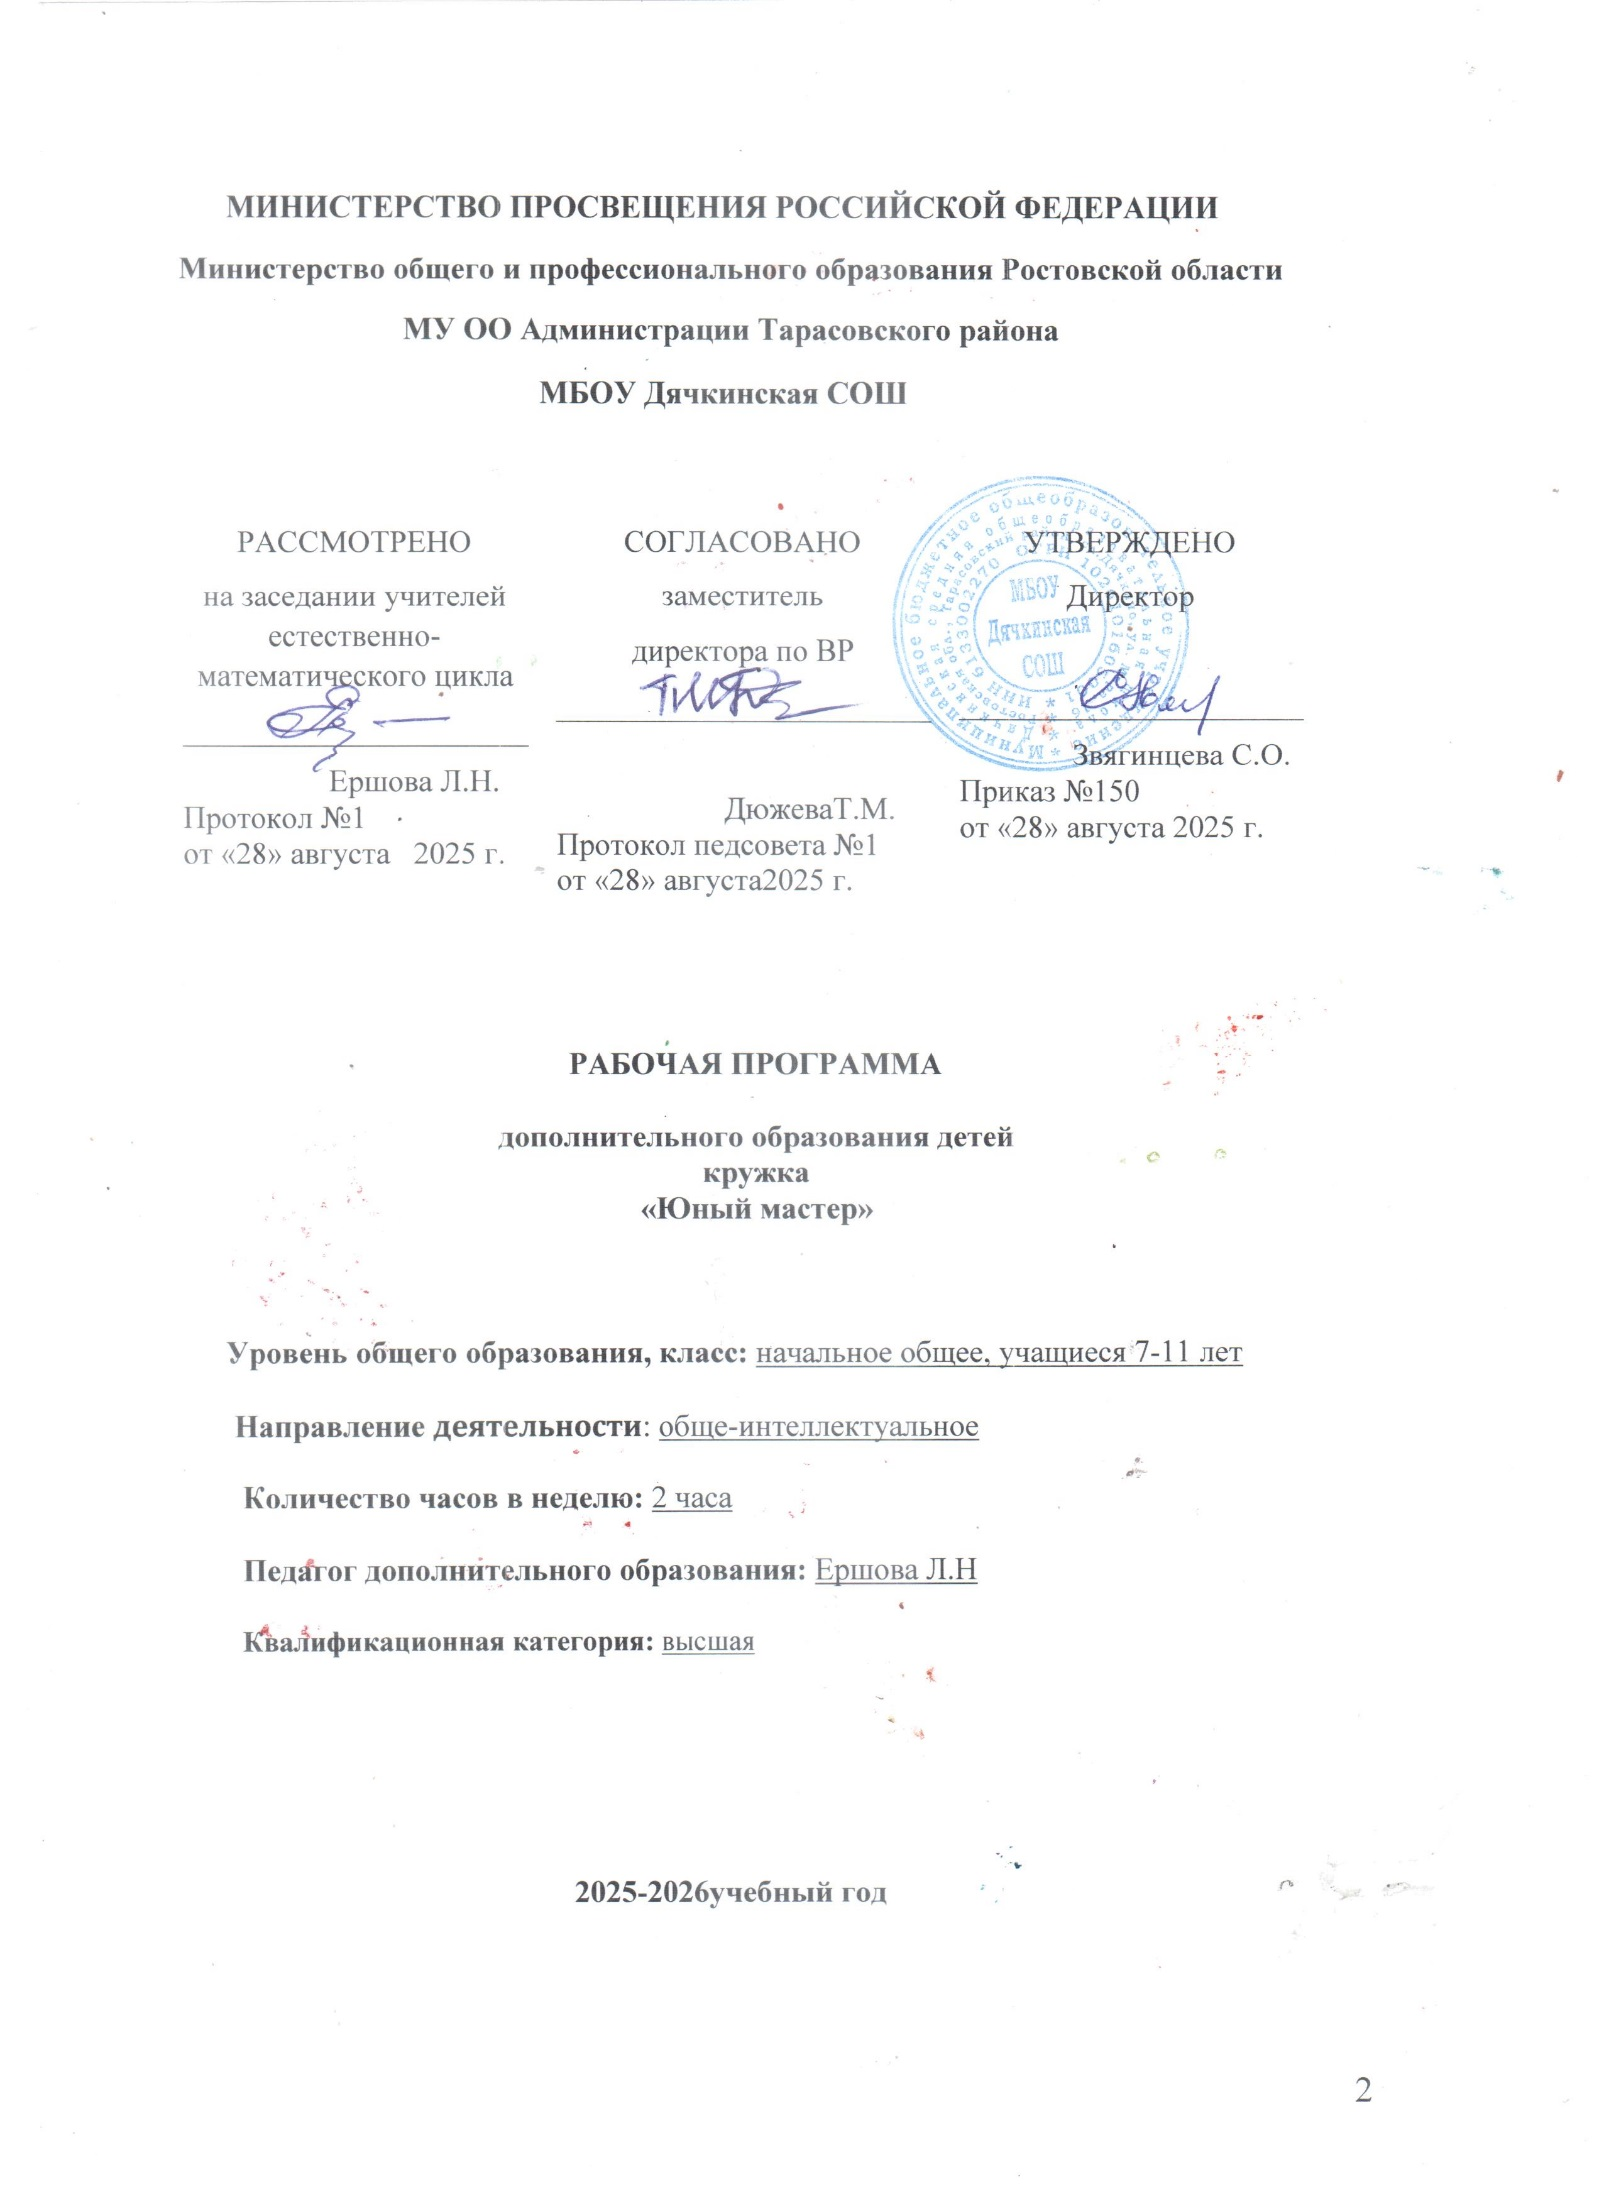 МИНИСТЕРСТВО ПРОСВЕЩЕНИЯ РОССИЙСКОЙ ФЕДЕРАЦИИ
Министерство общего и профессионального образования Ростовской области
МУ ОО Администрации Тарасовского района
МБОУ Дячкинская СОШ
РАССМОТРЕНО
на заседании учителей
естественно-
математического цикла
Ершова Л.Н.
Протокол №1
от «28» августа 2025 г.
СОГЛАСОВАНО
заместитель
директора по ВР
ДюжеваТ.М.
Протокол педсовета №1
от «28» августа2025 г.
УТВЕРЖДЕНО
Директор
Звягинцева С.О.
Приказ №150
от «28» августа 2025 г.
МБОУ
Дячкинская
СОШ
РАБОЧАЯ ПРОГРАММА
дополнительного образования детей
кружка
«Юный мастер»
Уровень общего образования, класс: начальное общее, учащиеся 7-11 лет
Направление деятельности: обще-интеллектуальное
Количество часов в неделю: 2 часа
Педагог дополнительного образования: Ершова Л.Н
Квалификационная категория: высшая
2025-2026учебный год
2